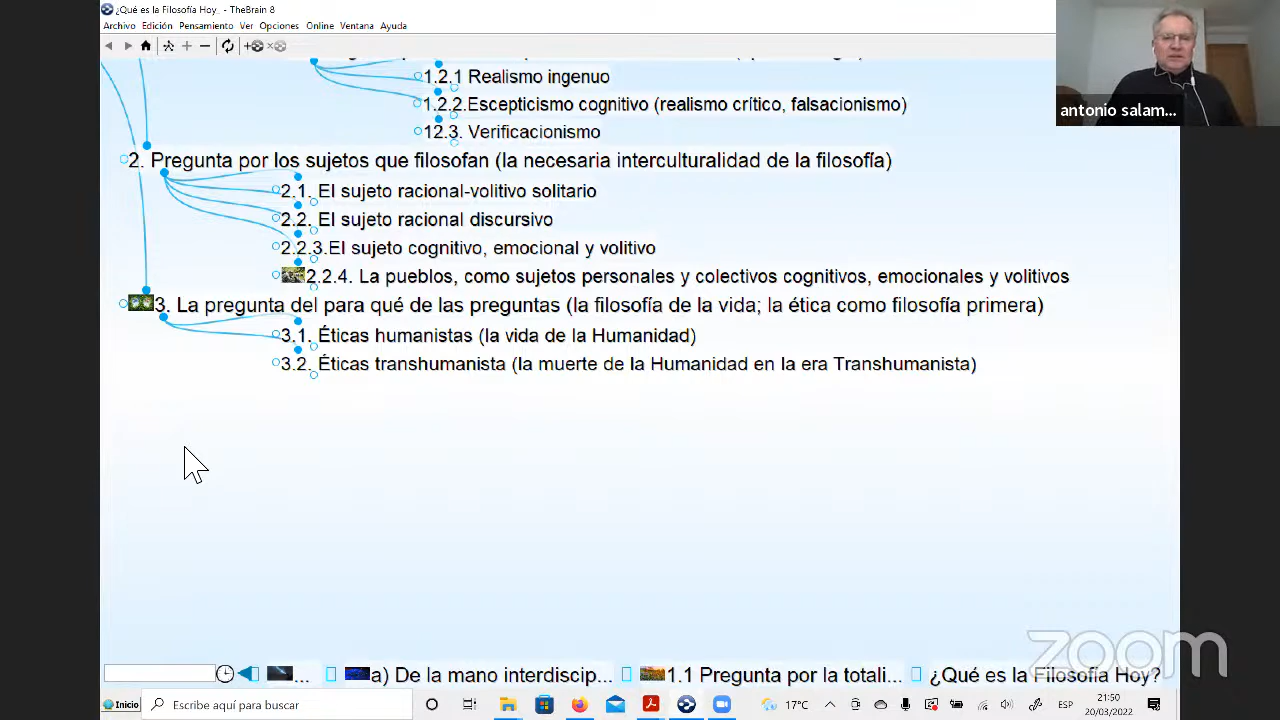 ¿Qué es la Filosofía Hoy_ - TheBrain 8
Archivo Edición Pensamiento Ver Opciones Online Ventana Ayuda
1.2.1 Realismo ingenuo
1.2.2.Escepticismo cognitivo (realismo crítico, falsacionismo)
12.3. Verificacionismo
antonio salam...
2. Pregunta por los sujetos que filosofan (la necesaria interculturalidad de la filosofía)
2.1. El sujeto racional-volitivo solitario
2.2. El sujeto racional discursivo
2.2.3.El sujeto cognitivo, emocional y volitivo
2.2.4. La pueblos, como sujetos personales y colectivos cognitivos, emocionales y volitivos
3. La pregunta del para qué de las preguntas (la filosofía de la vida; la ética como filosofía primera)
3.1. Éticas humanistas (la vida de la Humanidad)
3.2. Éticas transhumanista (la muerte de la Humanidad en la era Transhumanista)
zoom
... a) De la mano interdiscip... 1.1 Pregunta por la totali... ¿Qué es la Filosofía Hoy?
Inicio Escribe aquí para buscar 17°C ESP 21:50
20/03/2022